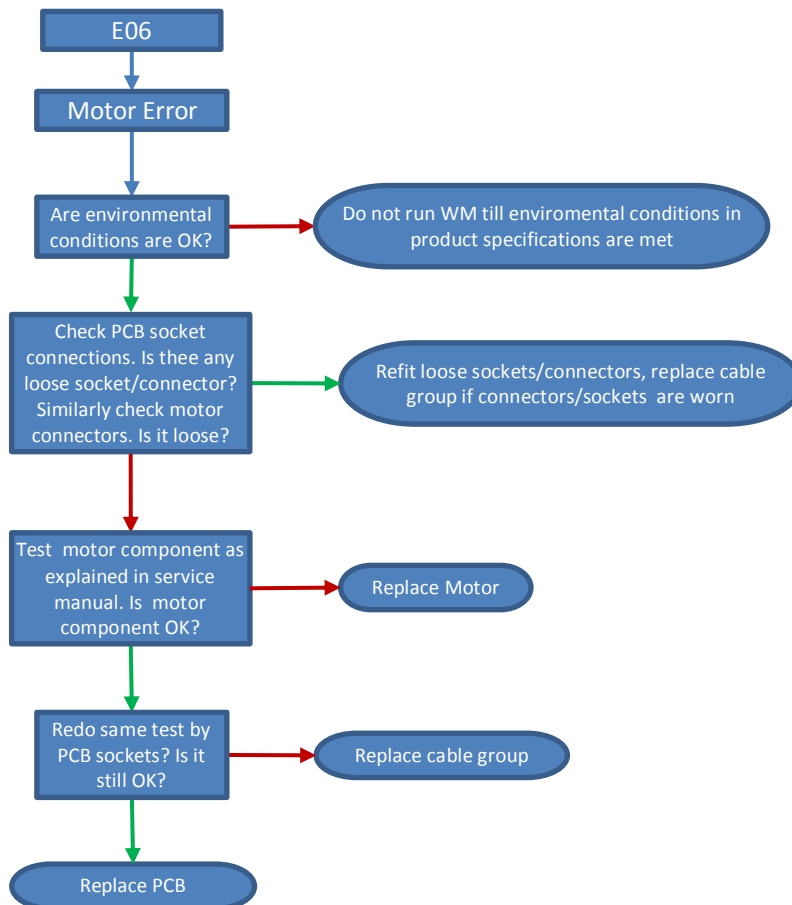 E06
Motor Error
Are environmental
conditions are OK?
Do not run WM till enviromental conditions in
product specifications are met
Check PCB socket
connections. Is thee any
loose socket/connector?
Similarly check motor
connectors. Is it loose?
Refit loose sockets/connectors, replace cable
group if connectors/sockets are worn
Test motor component as
explained in service
manual. Is motor
component OK?
Replace Motor
Redo same test by
PCB sockets? Is it
still OK?
Replace cable group
Replace PCB